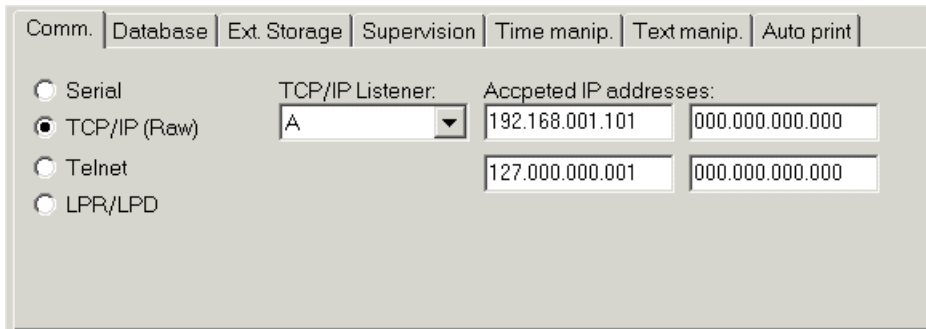 Comm. Database Ext. Storage Supervision Time manip. Text manip. Auto print
Serial
TCP/IP (Raw)
Telnet
LPR/LPD
TCP/IP Listener:
A
Accpeted IP addresses:
192.168.001.101 000.000.000.000
127.000.000.001 000.000.000.000